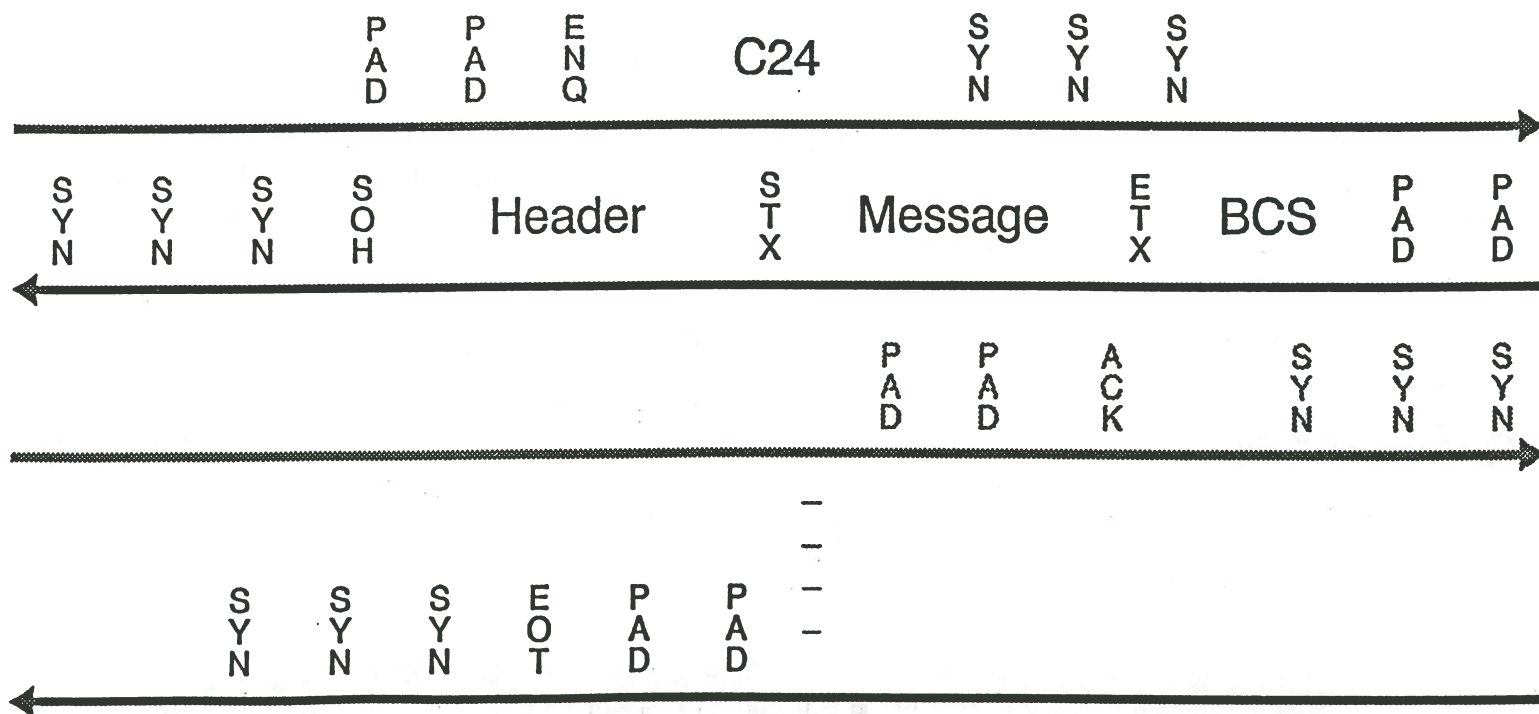 PAD PAD ENQ C24 SYN SYN SYN
SYN SYN SYN SOH Header STX Message ETX BCS PAD PAD
PAD PAD ACK SYN SYN SYN
SYN SYN SYN EOT PAD PAD